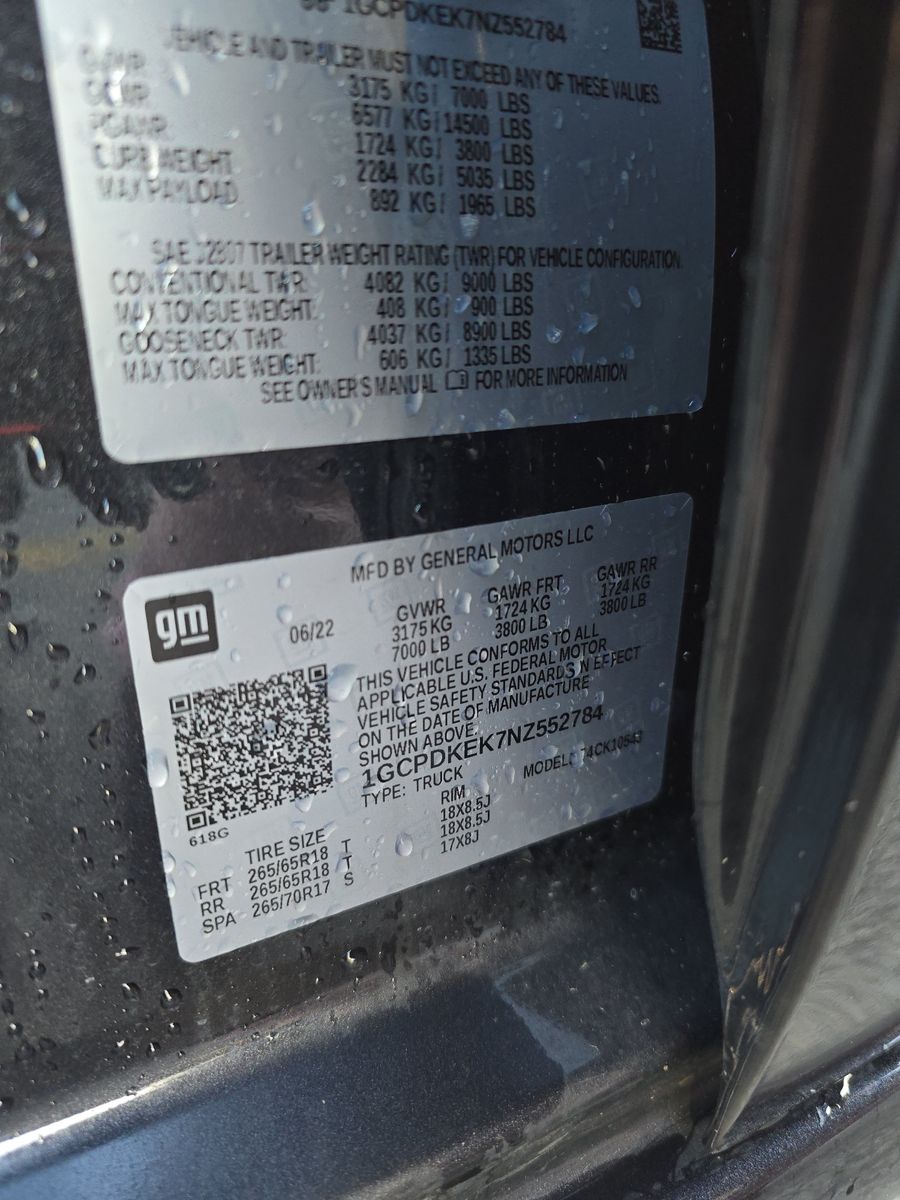 1GCPDKEK7NZ552784
VEHICLE AND TRAILER MUST NOT EXCEED ANY OF THESE VALUES.
GVWR 3175 KG/ 7000 LBS
GCWR 6577 KG/14500 LBS
PGAWR 1724 KG/ 3800 LBS
CURB WEIGHT 2284 KG/ 5035 LBS
MAX PAYLOAD 892 KG/ 1965 LBS
SAE J2807 TRAILER WEIGHT RATING (TWR) FOR VEHICLE CONFIGURATION.
CONVENTIONAL TWR: 4082 KG/ 9000 LBS
MAX TONGUE WEIGHT: 408 KG/ 900 LBS
GOOSENECK TWR: 4037 KG/ 8900 LBS
MAX TONGUE WEIGHT: 606 KG/ 1335 LBS
SEE OWNER'S MANUAL FOR MORE INFORMATION
MFD BY GENERAL MOTORS LLC
gm
06/22
GVWR GAWR FRT GAWR RR
3175 KG 1724 KG 1724 KG
7000 LB 3800 LB 3800 LB
THIS VEHICLE CONFORMS TO ALL
APPLICABLE U.S. FEDERAL MOTOR
VEHICLE SAFETY STANDARDS IN EFFECT
ON THE DATE OF MANUFACTURE
SHOWN ABOVE.
1GCPDKEK7NZ552784
TYPE: TRUCK MODEL:
618G
TIRE SIZE RIM
FRT 265/65R18 T 18X8.5J
RR 265/65R18 T 18X8.5J
SPA 265/70R17 S 17X8J